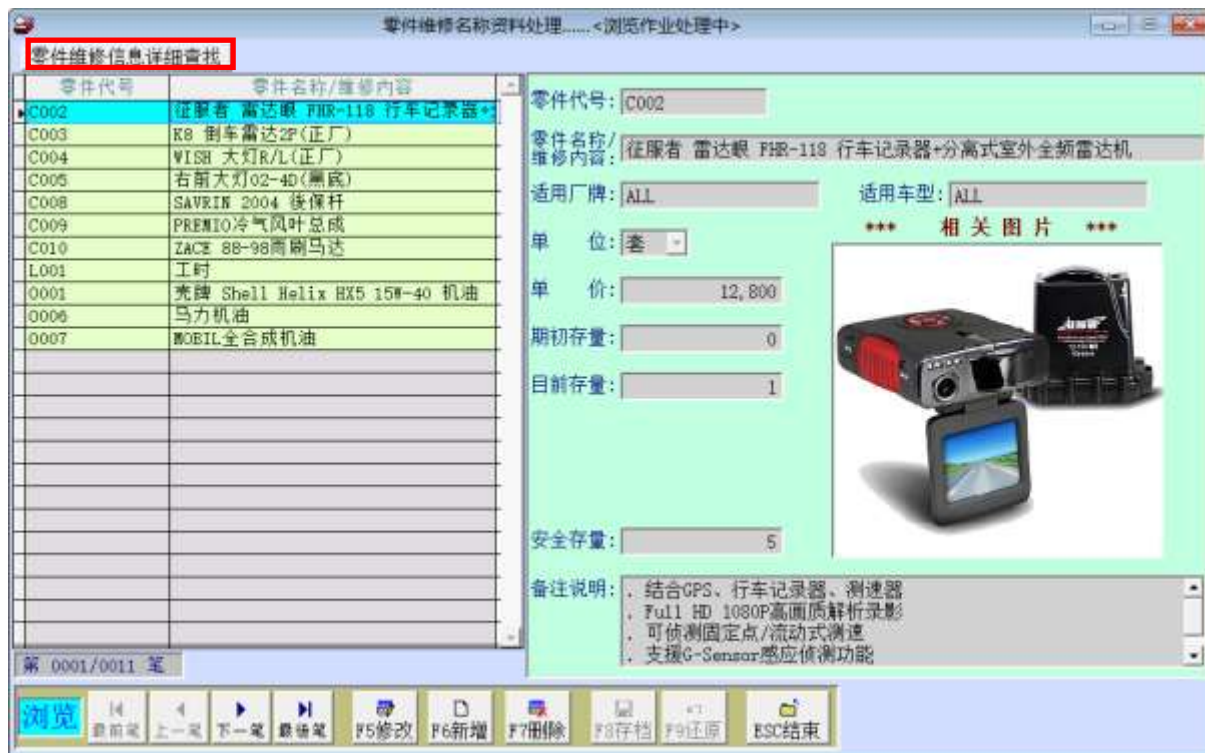 零件维修名称资料处理……<浏览作业处理中>
零件维修信息详细查找
零件代号 零件名称/维修内容
C002 征服者 雷达眼 FHR-118 行车记录器+
C003 K8 倒车雷达2P(正厂)
C004 WISH 大灯R/L(正厂)
C005 右前大灯02-4D(黑底)
C008 SAVRIN 2004 後保杆
C009 PREMIO冷气风叶总成
C010 ZACE 88-98雨刷马达
L001 工时
O001 壳牌 Shell Helix HX5 15W-40 机油
O006 马力机油
O007 MOBIL全合成机油
第 0001/0011 笔
零件代号: C002
零件名称/维修内容: 征服者 雷达眼 FHR-118 行车记录器+分离式室外全频雷达机
适用厂牌: ALL 适用车型: ALL
*** 相关图片 ***
单 位: 套
单 价: 12,800
期初存量: 0
目前存量: 1
安全存量: 5
备注说明: . 结合GPS、行车记录器、测速器
. Full HD 1080P高画质解析录影
. 可侦测固定点/流动式测速
. 支援G-Sensor感应侦测功能
浏览 最前笔 上一笔 下一笔 最後笔 F5修改 F6新增 F7删除 F8存档 F9还原 ESC结束